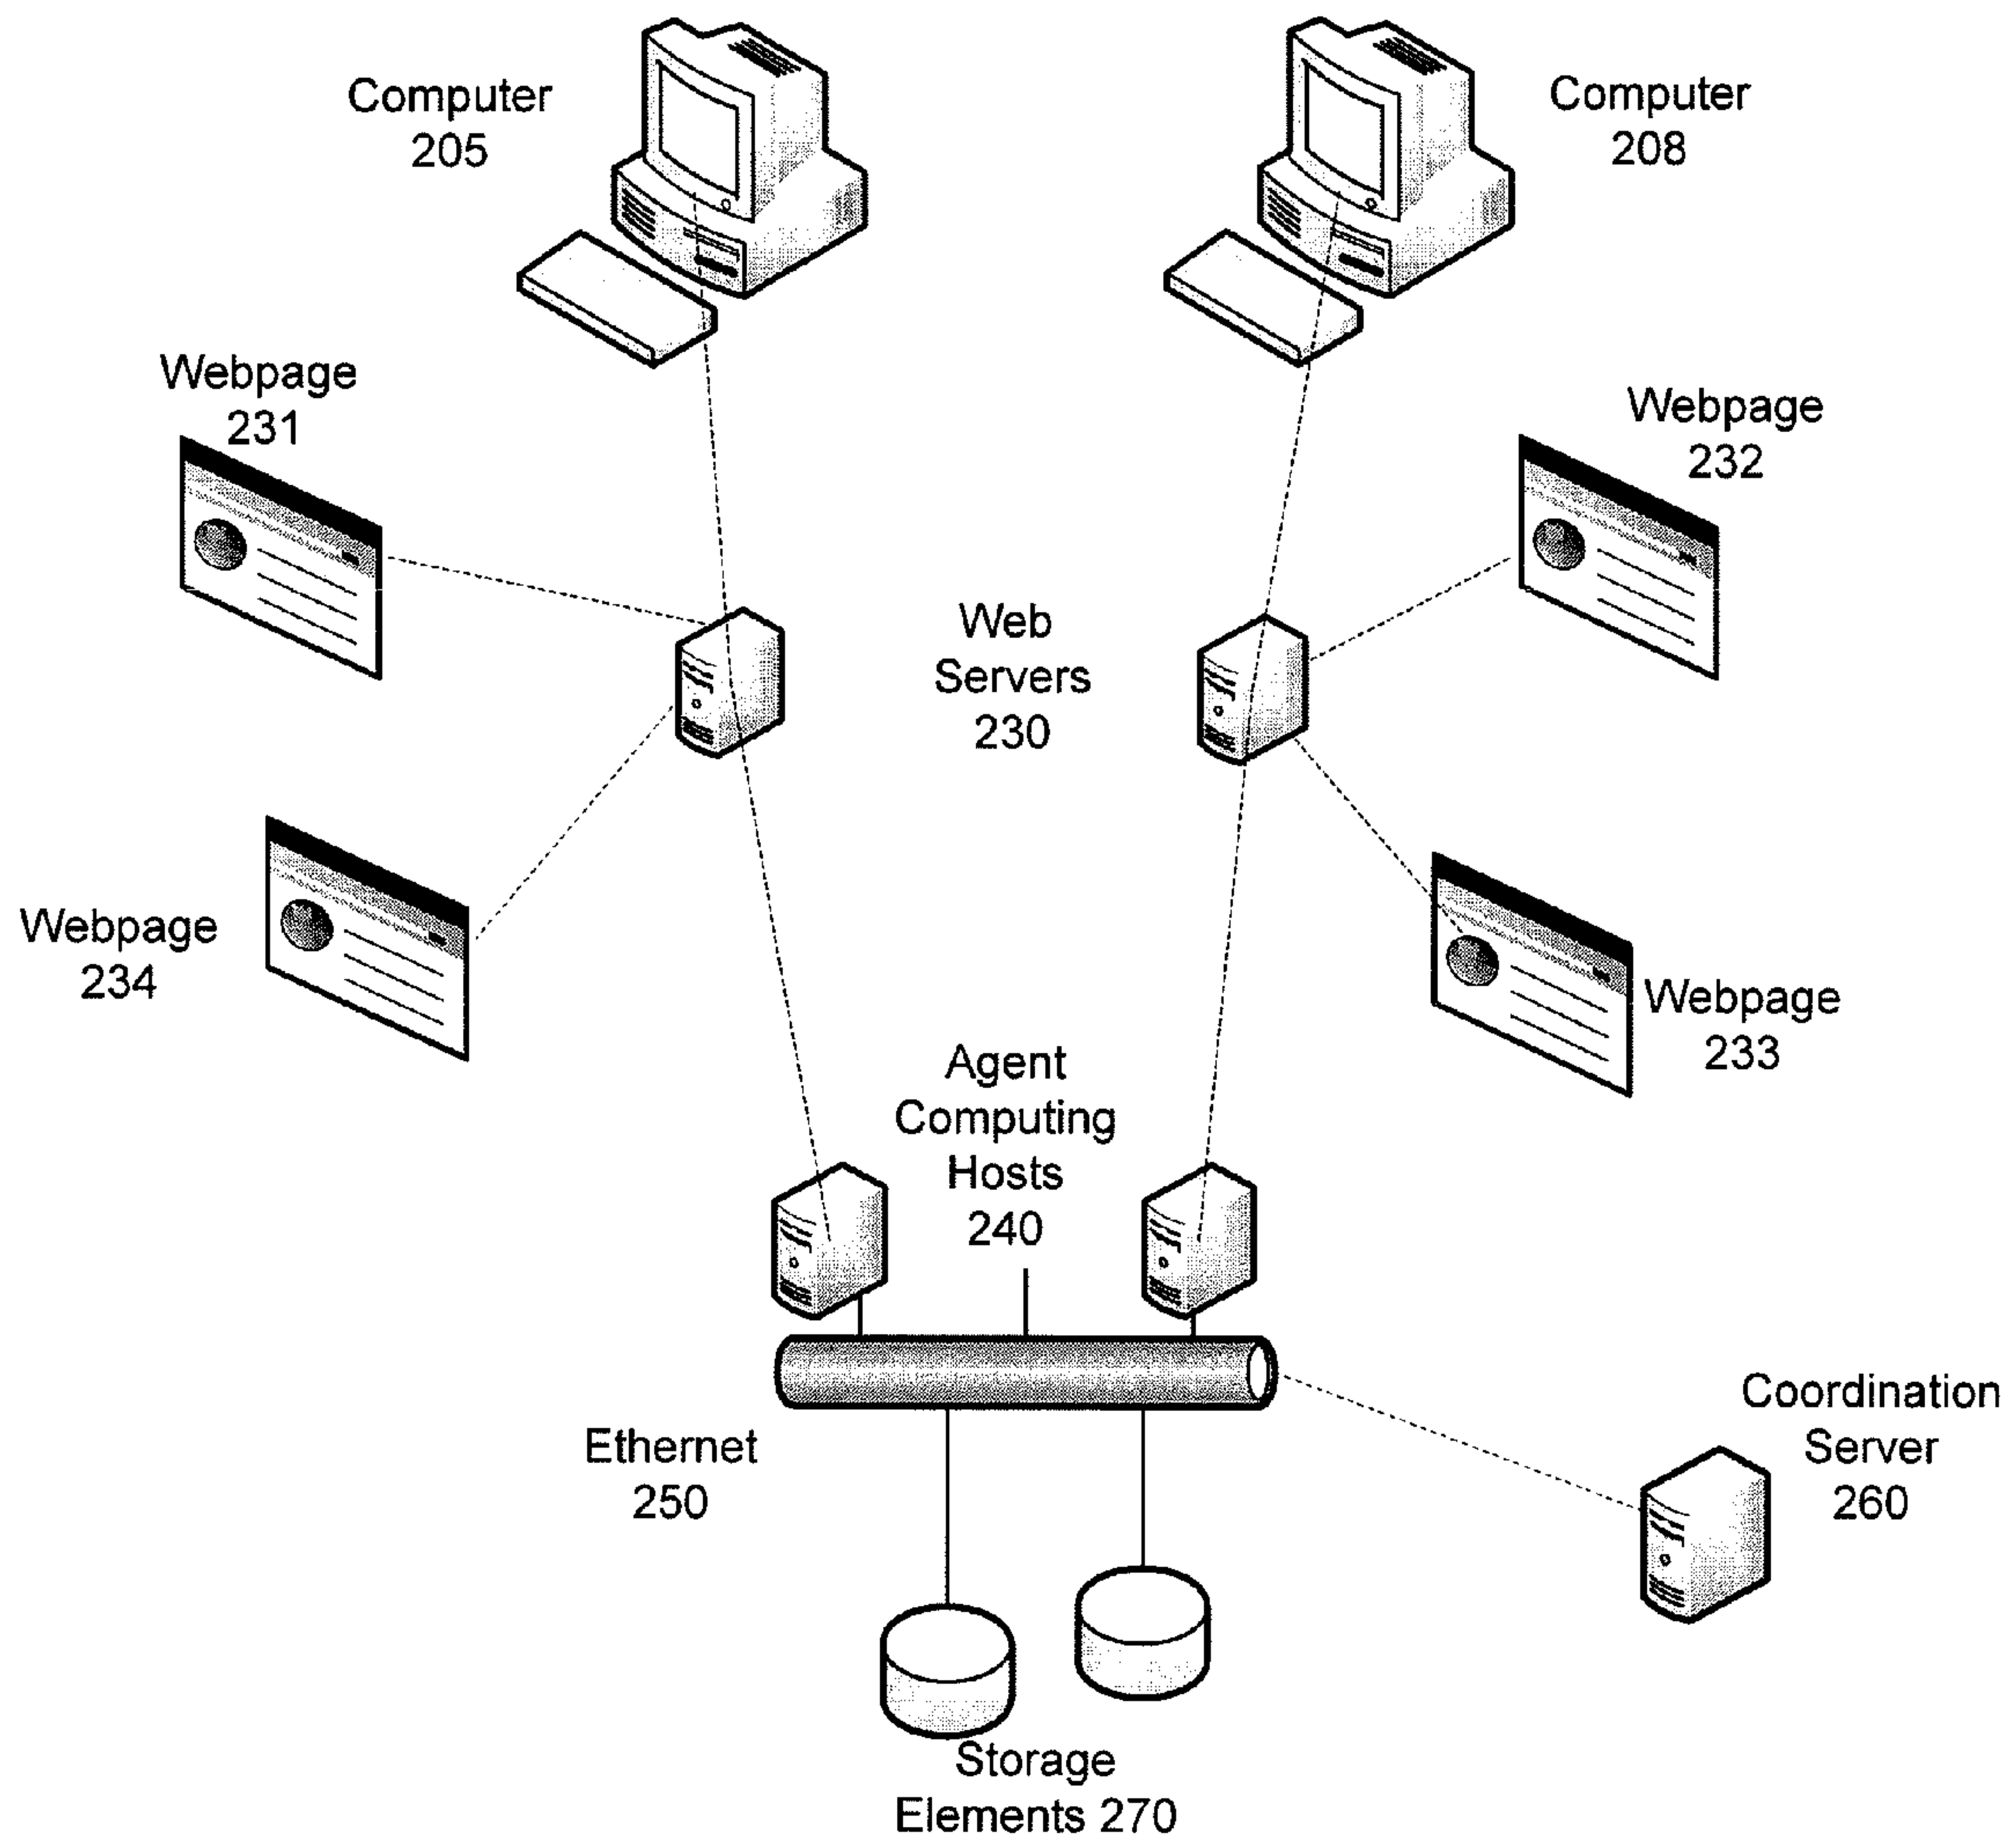 Computer
205
Computer
208
Webpage
231
Webpage
232
Web
Servers
230
Webpage
234
Webpage
233
Agent
Computing
Hosts
240
Ethernet
250
Coordination
Server
260
Storage
Elements 270